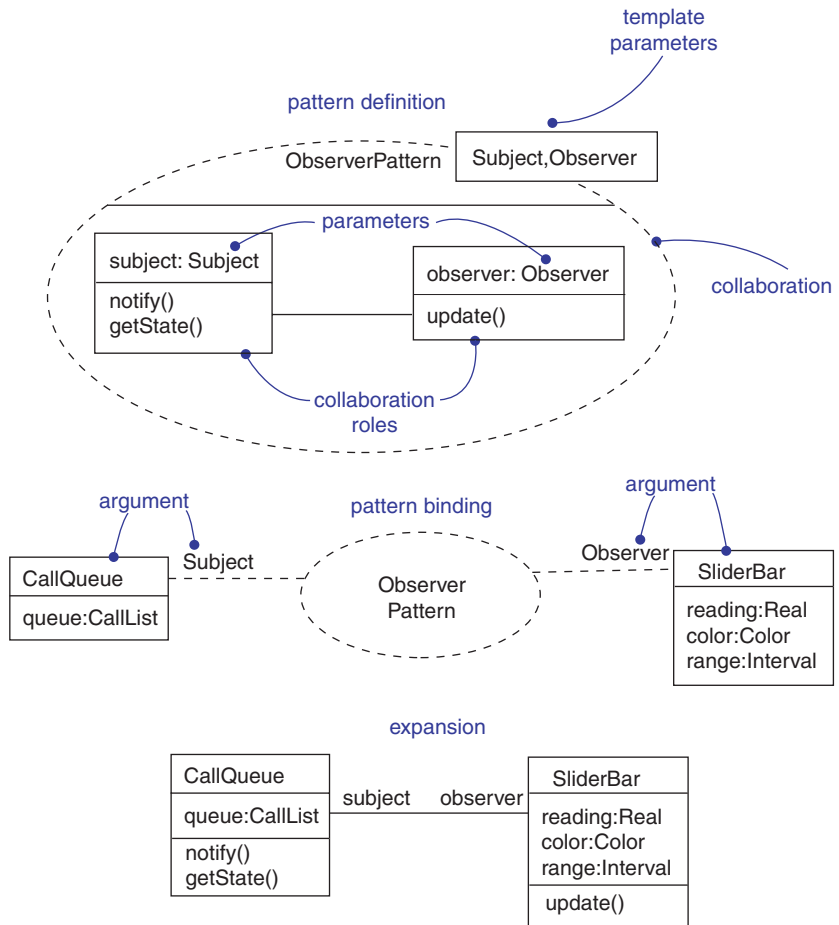 template
parameters
pattern definition
ObserverPattern
Subject,Observer
parameters
subject: Subject
notify()
getState()
observer: Observer
update()
collaboration
collaboration
roles
argument
pattern binding
argument
Subject
Observer
CallQueue
queue:CallList
Observer
Pattern
SliderBar
reading:Real
color:Color
range:Interval
expansion
CallQueue
queue:CallList
notify()
getState()
subject
observer
SliderBar
reading:Real
color:Color
range:Interval
update()